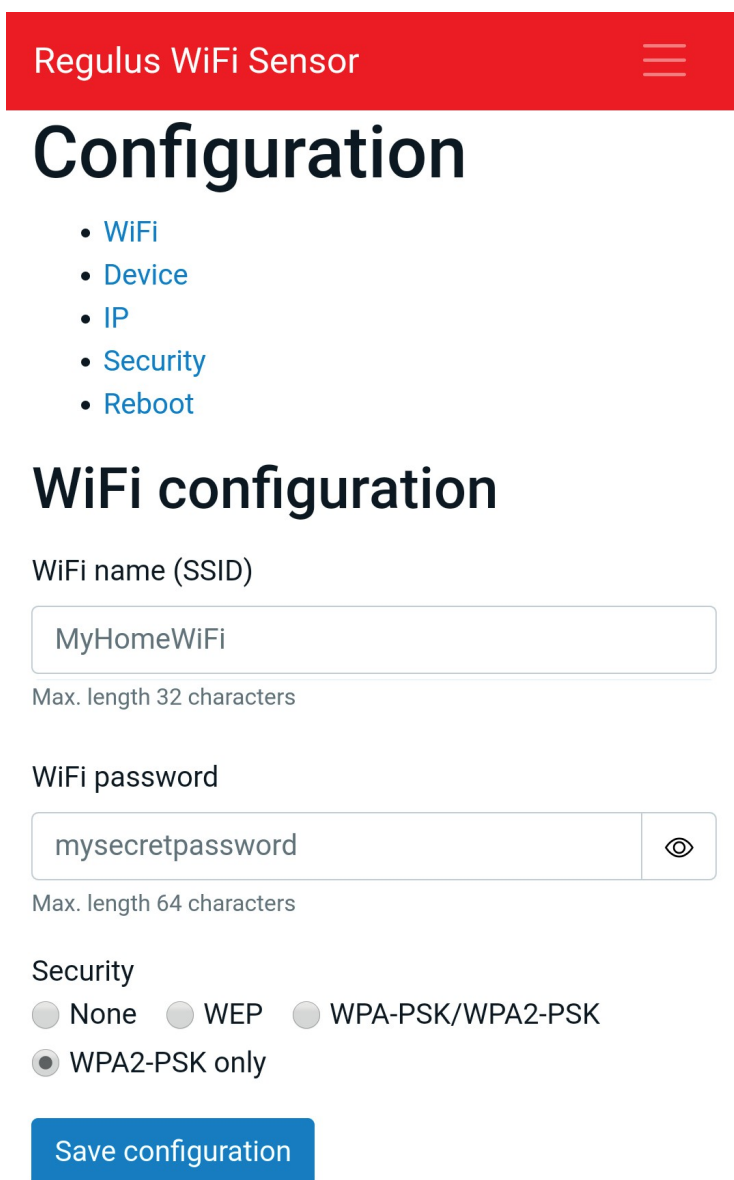 Regulus WiFi Sensor
Configuration
• WiFi
• Device
• IP
• Security
• Reboot
WiFi configuration
WiFi name (SSID)
MyHomeWiFi
Max. length 32 characters
WiFi password
mysecretpassword
Max. length 64 characters
Security
None WEP WPA-PSK/WPA2-PSK
WPA2-PSK only
Save configuration